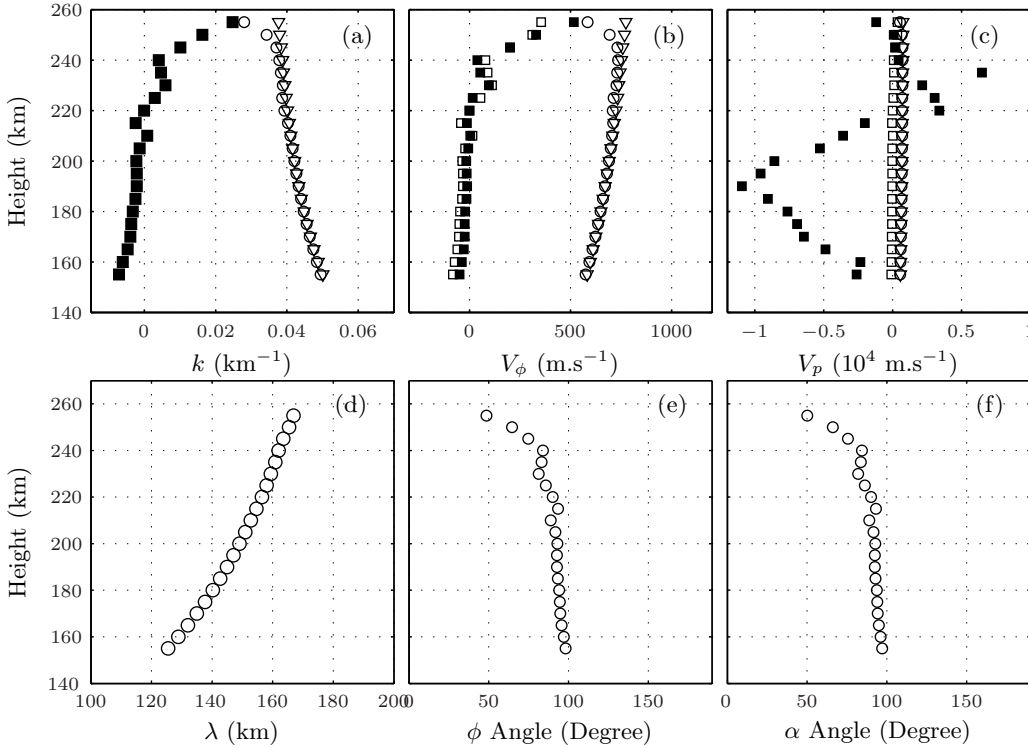 260
240
220
200
180
160
140
Height (km)
(a)
0
0.02
0.04
0.06
k (km⁻¹)
(b)
0
500
1000
V_ϕ (m.s⁻¹)
(c)
−1
−0.5
0
0.5
1
V_p (10⁴ m.s⁻¹)
260
240
220
200
180
160
140
Height (km)
(d)
100
120
140
160
180
200
λ (km)
(e)
0
50
100
150
ϕ Angle (Degree)
(f)
0
50
100
150
α Angle (Degree)